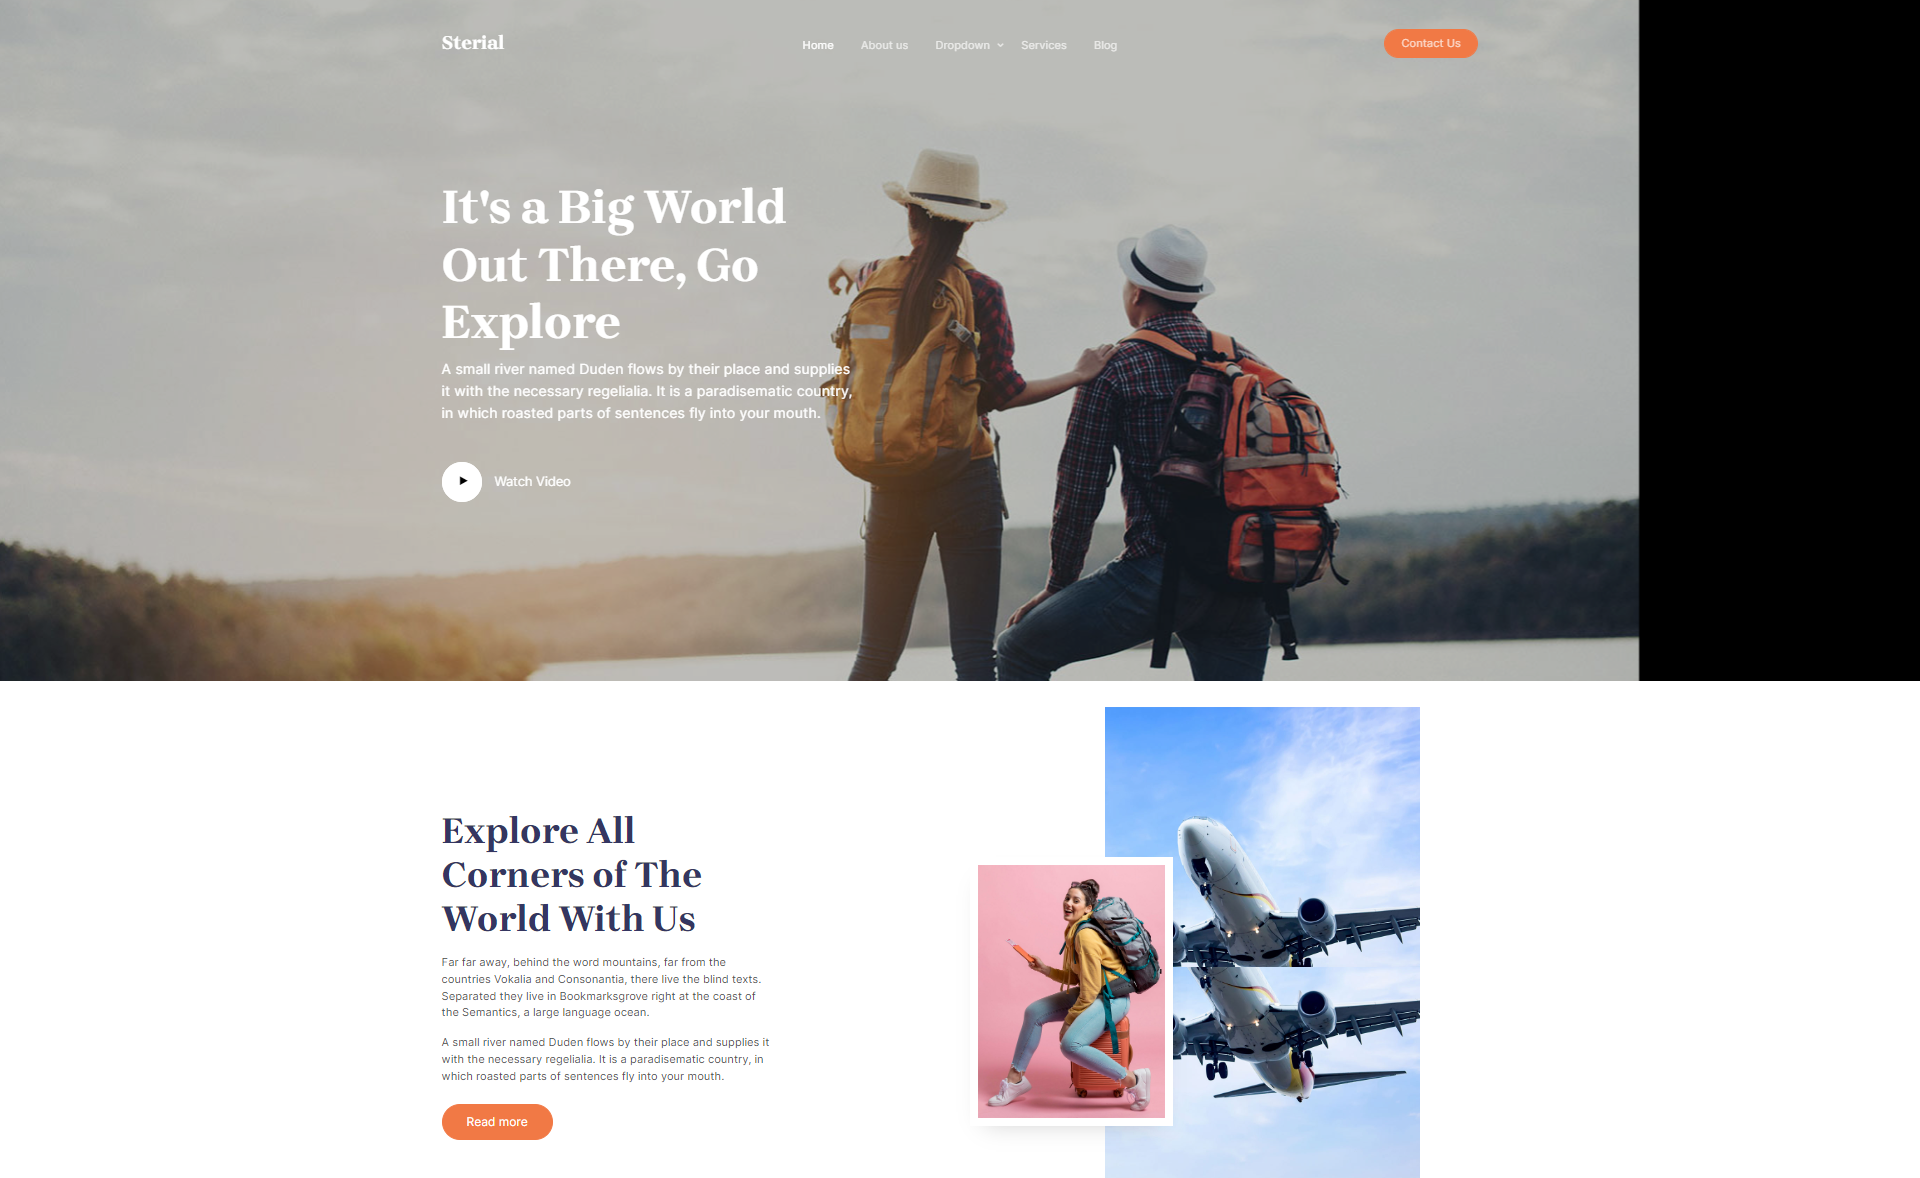 Sterial
Home About us Dropdown Services Blog
Contact Us
It's a Big World
Out There, Go
Explore
A small river named Duden flows by their place and supplies
it with the necessary regelialia. It is a paradisematic country,
in which roasted parts of sentences fly into your mouth.
Watch Video
Explore All
Corners of The
World With Us
Far far away, behind the word mountains, far from the
countries Vokalia and Consonantia, there live the blind texts.
Separated they live in Bookmarksgrove right at the coast of
the Semantics, a large language ocean.
A small river named Duden flows by their place and supplies it
with the necessary regelialia. It is a paradisematic country, in
which roasted parts of sentences fly into your mouth.
Read more